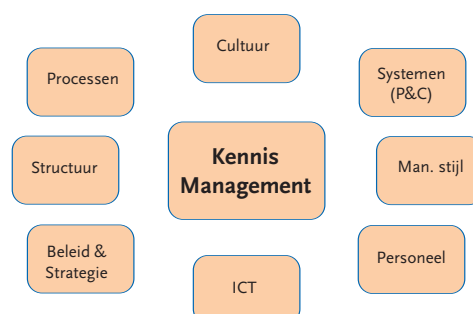 Cultuur
Processen
Systemen
(P&C)
Kennis
Management
Structuur
Man. stijl
Beleid &
Strategie
Personeel
ICT